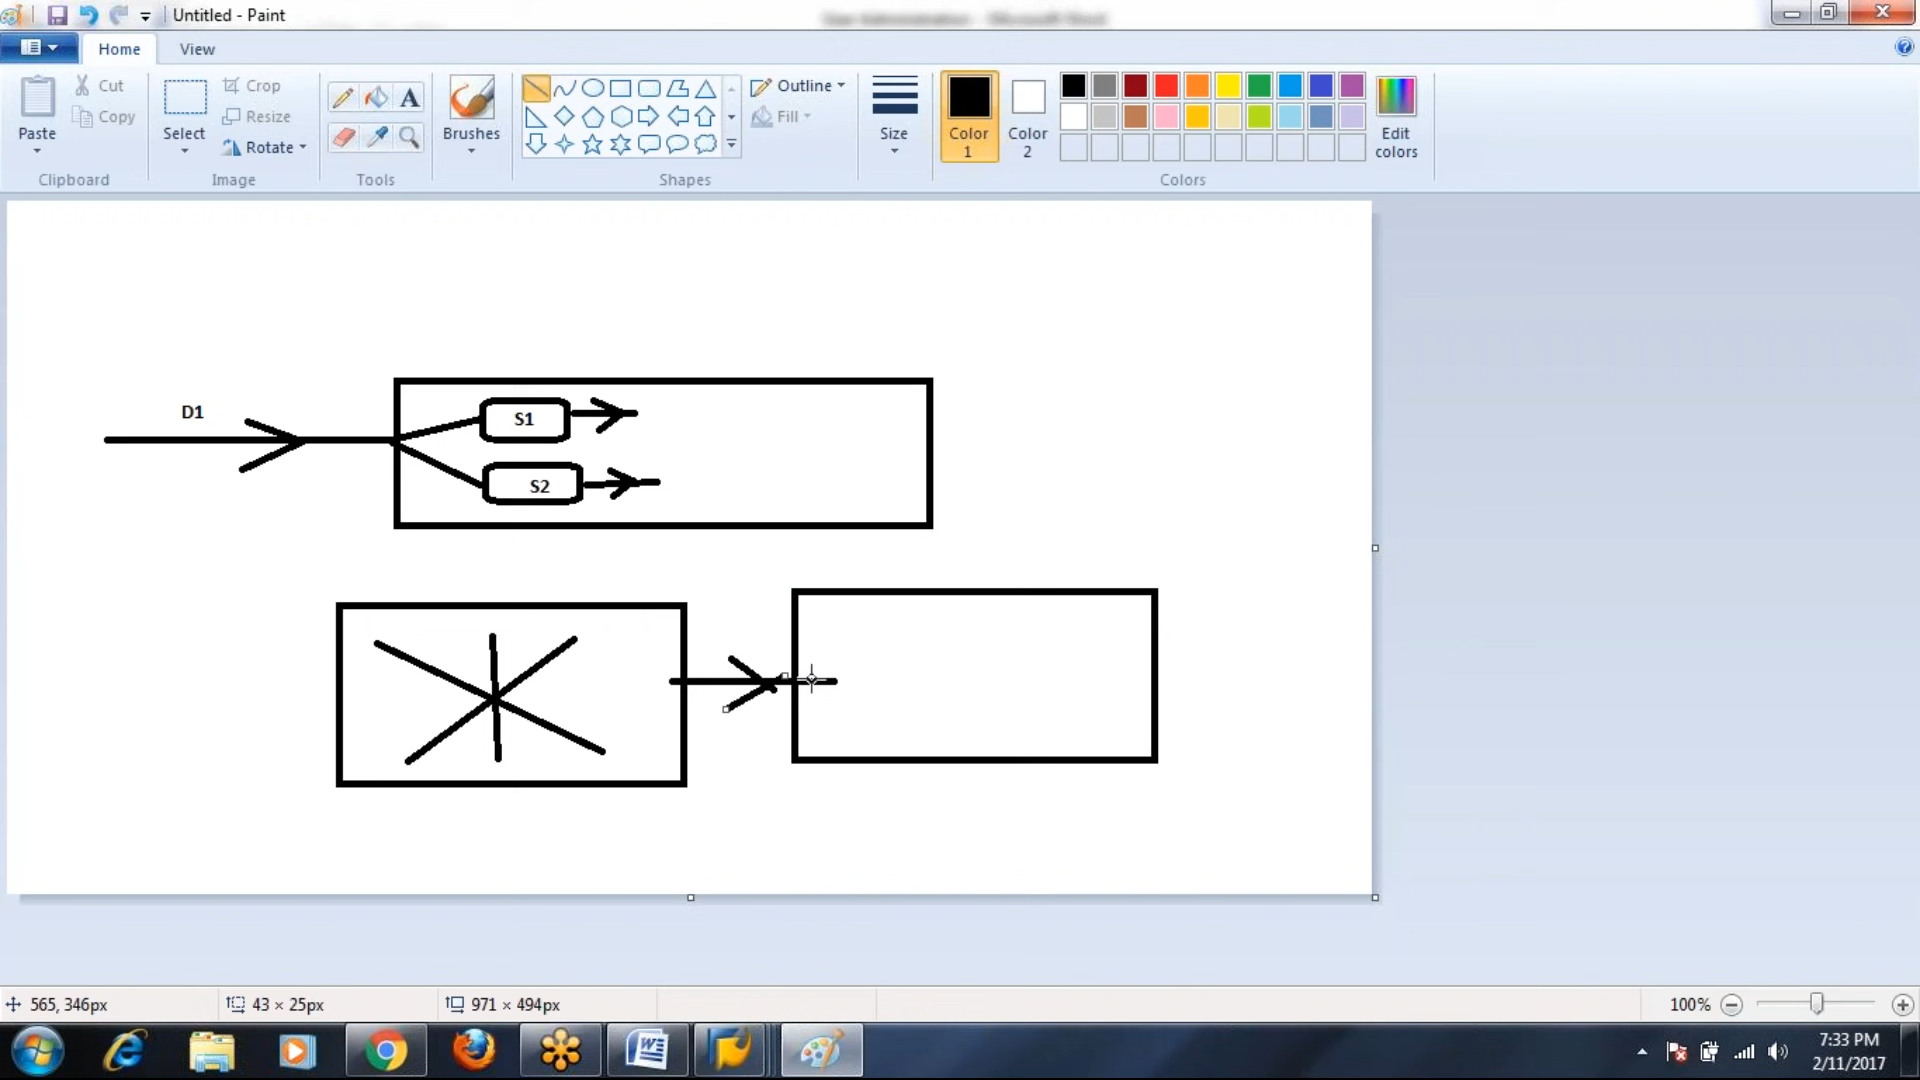 Untitled - Paint
Home View
Paste
Cut
Copy
Clipboard
Select
Crop
Resize
Rotate
Image
Tools
Brushes
Shapes
Outline
Fill
Size
Color 1
Color 2
Edit colors
Colors
D1
S1
S2
565, 346px
43 × 25px
971 × 494px
100%
7:33 PM
2/11/2017